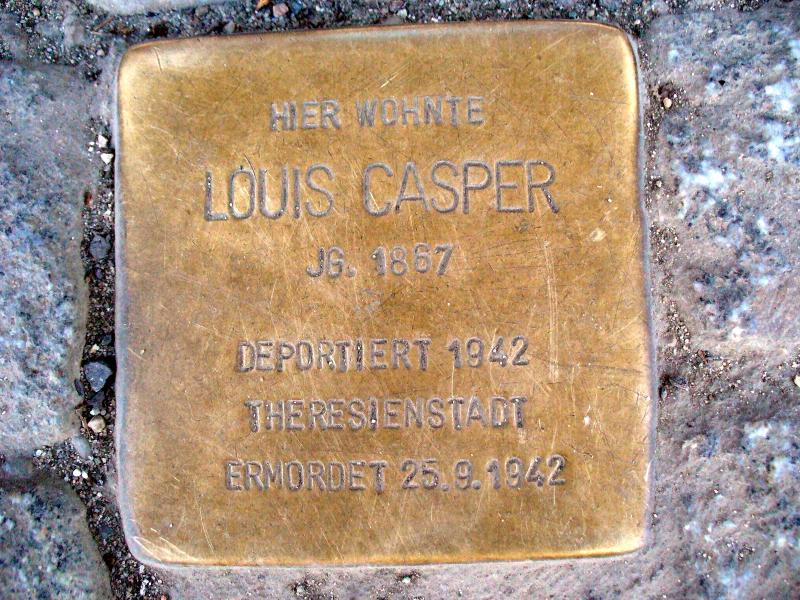 HIER WOHNTE
LOUIS CASPER
JG. 1867
DEPORTIERT 1942
THERESIENSTADT
ERMORDET 25.9.1942